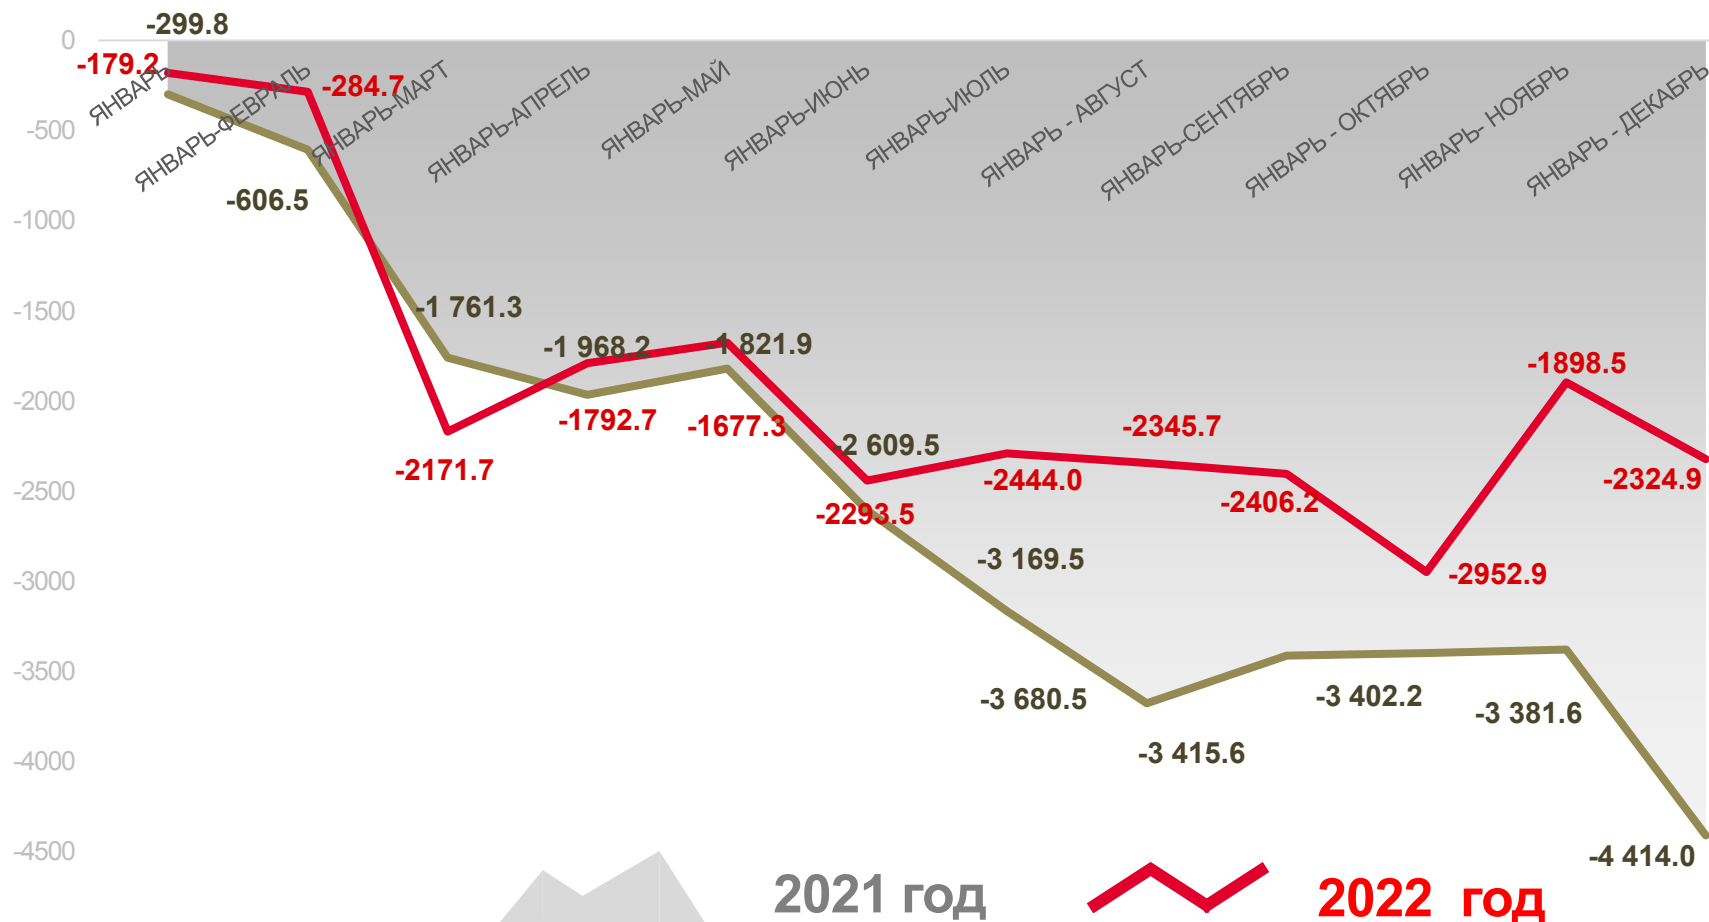 -299.8
0
-179.2
-284.7
ЯНВАРЬ
ЯНВАРЬ-ФЕВРАЛЬ
ЯНВАРЬ-МАРТ
ЯНВАРЬ-АПРЕЛЬ
ЯНВАРЬ-МАЙ
ЯНВАРЬ-ИЮНЬ
ЯНВАРЬ-ИЮЛЬ
ЯНВАРЬ - АВГУСТ
ЯНВАРЬ-СЕНТЯБРЬ
ЯНВАРЬ - ОКТЯБРЬ
ЯНВАРЬ- НОЯБРЬ
ЯНВАРЬ - ДЕКАБРЬ
-500
-606.5
-1000
-1 761.3
-1500
-1 968.2
-1 821.9
-1898.5
-2000
-1792.7
-1677.3
-2345.7
-2 609.5
-2171.7
-2444.0
-2324.9
-2500
-2293.5
-2406.2
-3 169.5
-2952.9
-3000
-3500
-3 680.5
-3 402.2
-3 381.6
-4000
-3 415.6
-4500
-4 414.0
2021 год
2022 год